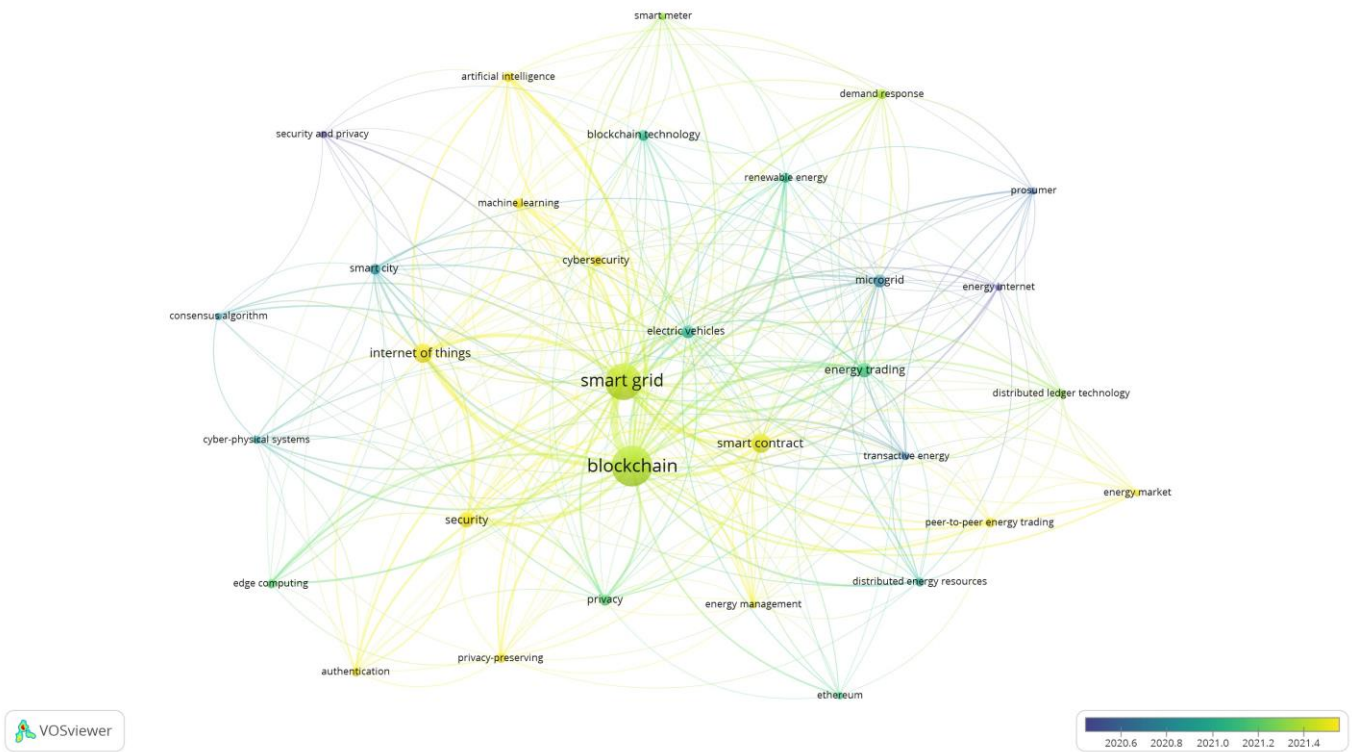 smart meter
artificial intelligence
demand response
security and privacy
blockchain technology
renewable energy
prosumer
machine learning
cybersecurity
smart city
microgrid
energy internet
consensus algorithm
electric vehicles
internet of things
energy trading
smart grid
distributed ledger technology
cyber-physical systems
smart contract
transactive energy
blockchain
energy market
security
peer-to-peer energy trading
edge computing
distributed energy resources
privacy
energy management
privacy-preserving
authentication
ethereum
VOSviewer
2020.6 2020.8 2021.0 2021.2 2021.4